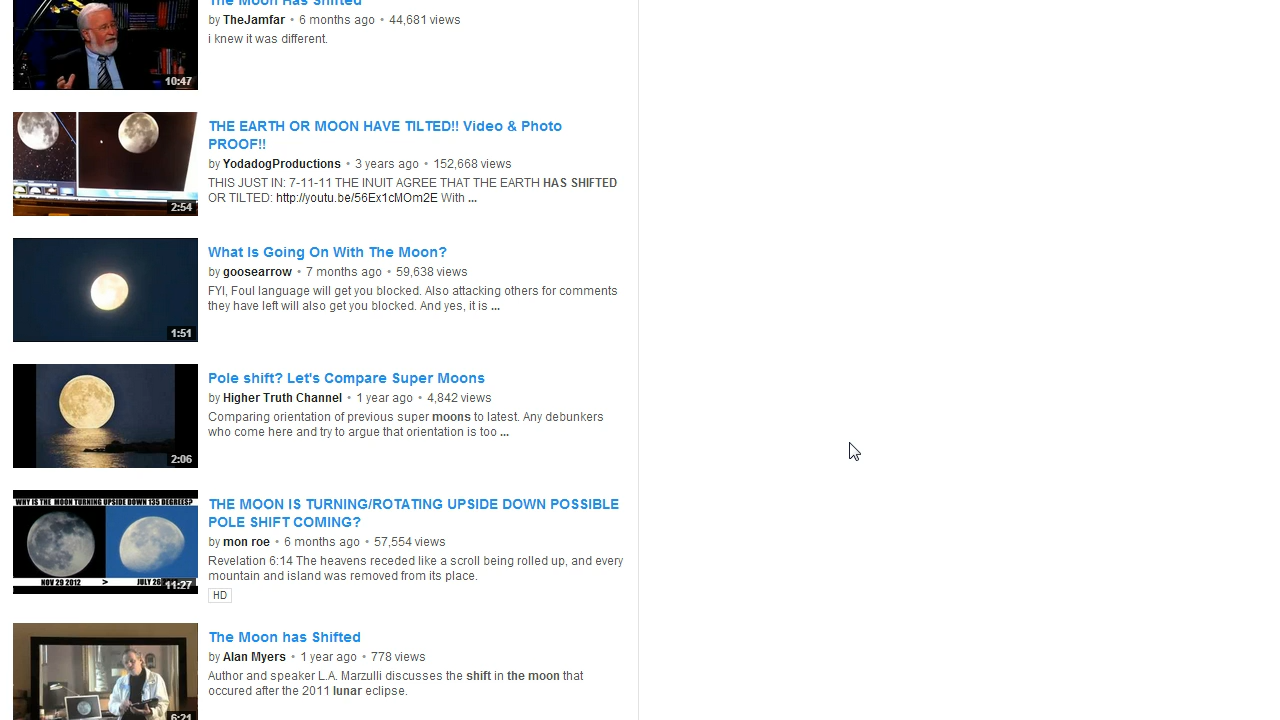 The Moon Has Shifted
by TheJamfar • 6 months ago • 44,681 views
i knew it was different.
10:47
THE EARTH OR MOON HAVE TILTED!! Video & Photo
PROOF!!
by YodadogProductions • 3 years ago • 152,668 views
THIS JUST IN: 7-11-11 THE INUIT AGREE THAT THE EARTH HAS SHIFTED
OR TILTED: http://youtu.be/56Ex1cMOm2E With ...
2:54
What Is Going On With The Moon?
by goosearrow • 7 months ago • 59,638 views
FYI, Foul language will get you blocked. Also attacking others for comments
they have left will also get you blocked. And yes, it is ...
1:51
Pole shift? Let's Compare Super Moons
by Higher Truth Channel • 1 year ago • 4,842 views
Comparing orientation of previous super moons to latest. Any debunkers
who come here and try to argue that orientation is too ...
2:06
WHY IS THE MOON TURNING UPSIDE DOWN 135 DEGREES?
NOV 29 2012 > JULY 26
11:27
THE MOON IS TURNING/ROTATING UPSIDE DOWN POSSIBLE
POLE SHIFT COMING?
by mon roe • 6 months ago • 57,554 views
Revelation 6:14 The heavens receded like a scroll being rolled up, and every
mountain and island was removed from its place.
HD
The Moon has Shifted
by Alan Myers • 1 year ago • 778 views
Author and speaker L.A. Marzulli discusses the shift in the moon that
occured after the 2011 lunar eclipse.
6:21